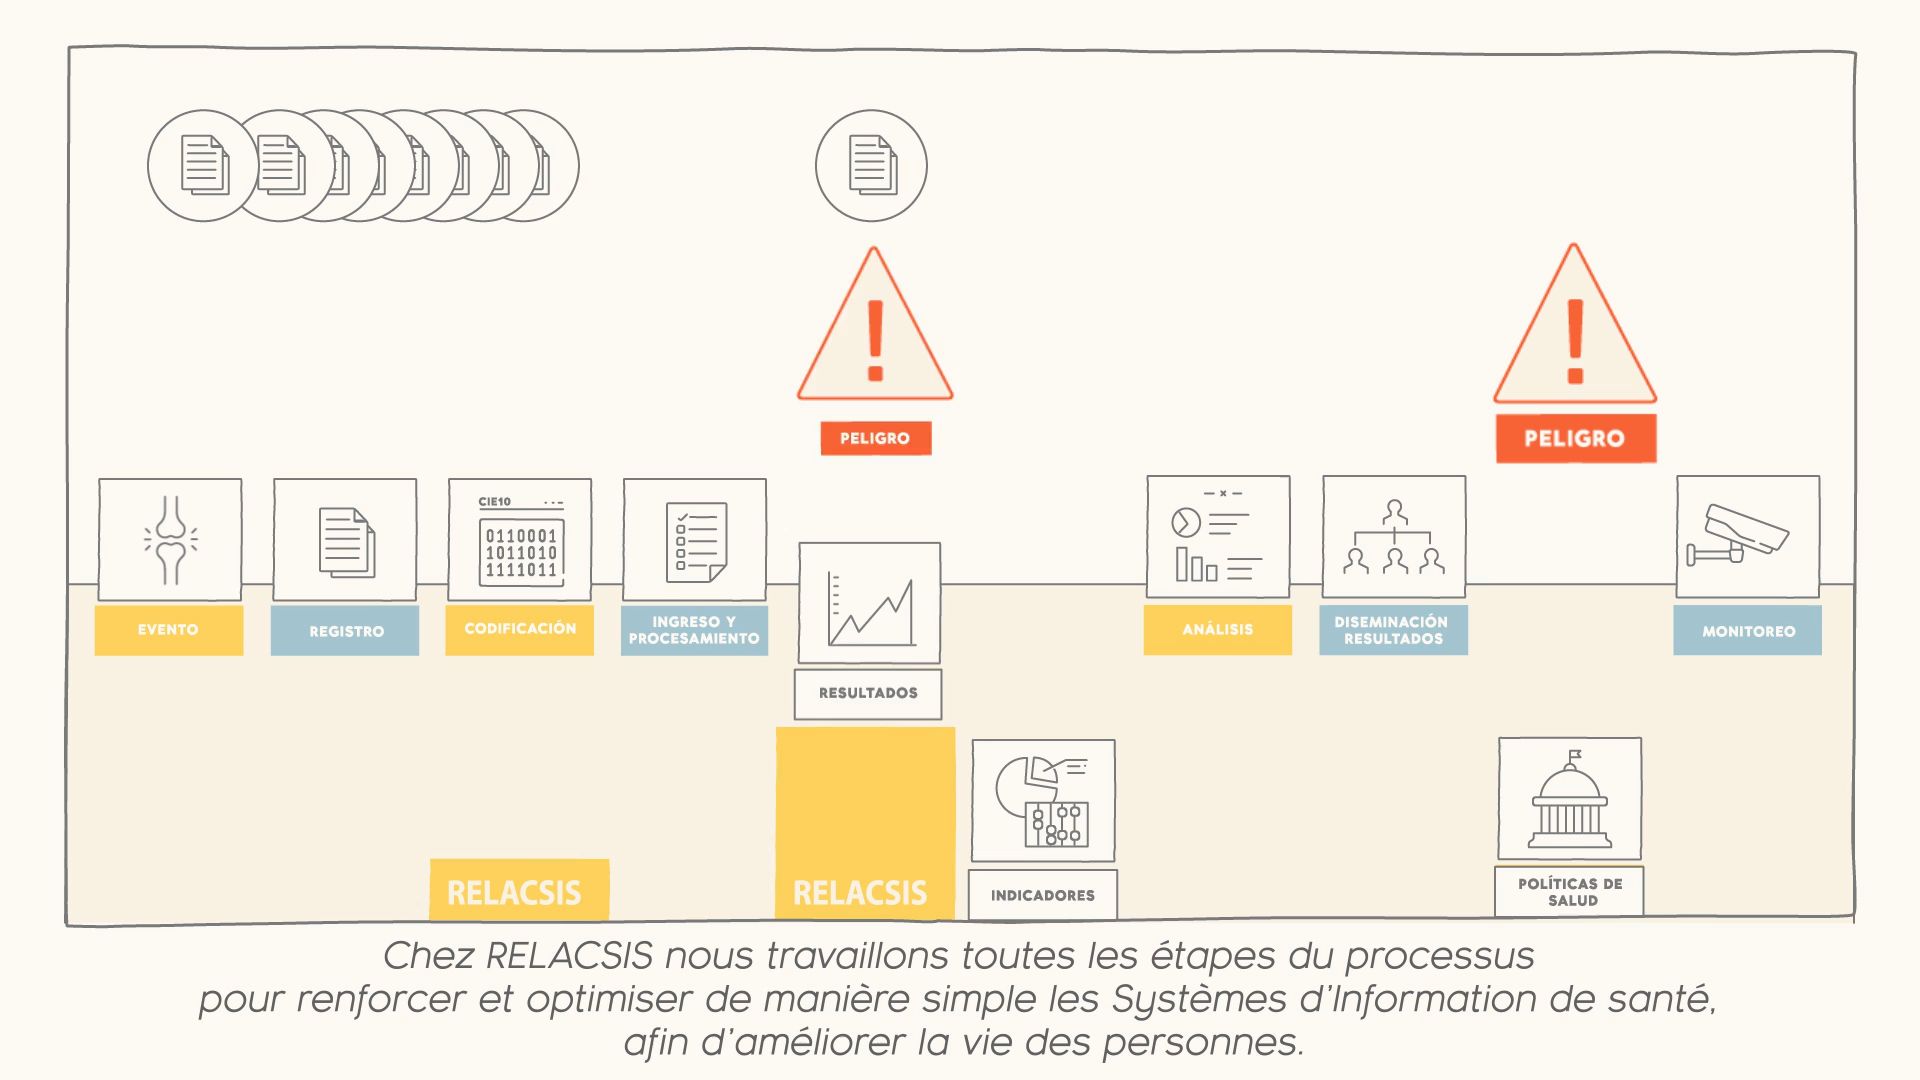 PELIGRO
PELIGRO
CIE10
0110001
1011010
1111011
EVENTO
REGISTRO
CODIFICACIÓN
INGRESO Y
PROCESAMIENTO
RESULTADOS
ANÁLISIS
DISEMINACIÓN
RESULTADOS
MONITOREO
RELACSIS
RELACSIS
INDICADORES
POLÍTICAS DE
SALUD
Chez RELACSIS nous travaillons toutes les étapes du processus
pour renforcer et optimiser de manière simple les Systèmes d'Information de santé,
afin d'améliorer la vie des personnes.